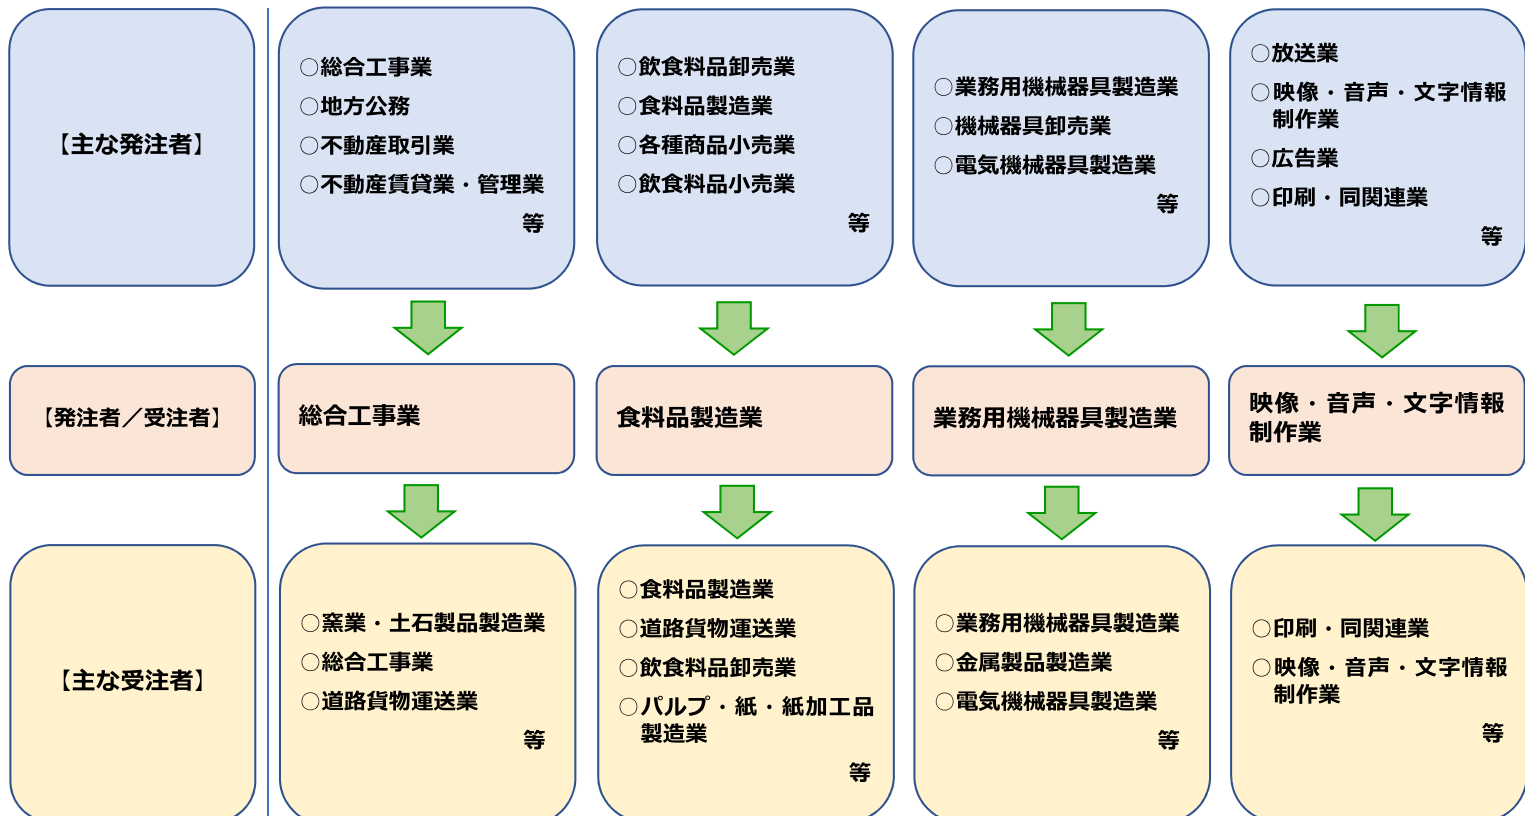 【主な発注者】
○総合工事業
○地方公務
○不動産取引業
○不動産賃貸業・管理業
等
○飲食料品卸売業
○食料品製造業
○各種商品小売業
○飲食料品小売業
等
○業務用機械器具製造業
○機械器具卸売業
○電気機械器具製造業
等
○放送業
○映像・音声・文字情報
制作業
○広告業
○印刷・同関連業
等
【発注者／受注者】
総合工事業
食料品製造業
業務用機械器具製造業
映像・音声・文字情報
制作業
【主な受注者】
○窯業・土石製品製造業
○総合工事業
○道路貨物運送業
等
○食料品製造業
○道路貨物運送業
○飲食料品卸売業
○パルプ・紙・紙加工品
製造業
等
○業務用機械器具製造業
○金属製品製造業
○電気機械器具製造業
等
○印刷・同関連業
○映像・音声・文字情報
制作業
等